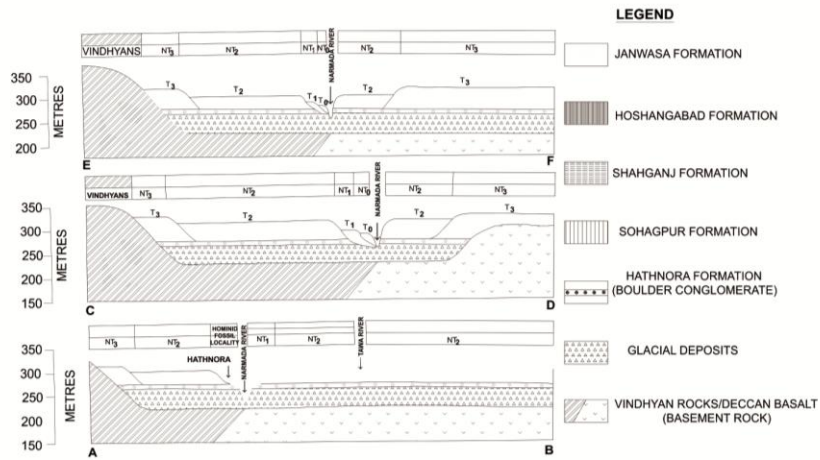 LEGEND
JANWASA FORMATION
HOSHANGABAD FORMATION
SHAHGANJ FORMATION
SOHAGPUR FORMATION
HATHNORA FORMATION
(BOULDER CONGLOMERATE)
GLACIAL DEPOSITS
VINDHYAN ROCKS/DECCAN BASALT
(BASEMENT ROCK)
VINDHYANS NT3 NT2 NT1 NT0 NT2 NT3
NARMADA RIVER
350
300
250
200
METRES
T3 T2 T1 T0 T2 T3
E F
VINDHYANS NT3 NT2 NT1 NT0 NT2 NT3
NARMADA RIVER
350
300
250
200
150
METRES
T3 T2 T1 T0 T2 T3
C D
NT3 NT2
HOMINID
FOSSIL
LOCALITY
NARMADA RIVER
NT1 NT2
TAWA RIVER
NT2
HATHNORA
350
300
250
200
150
METRES
A B